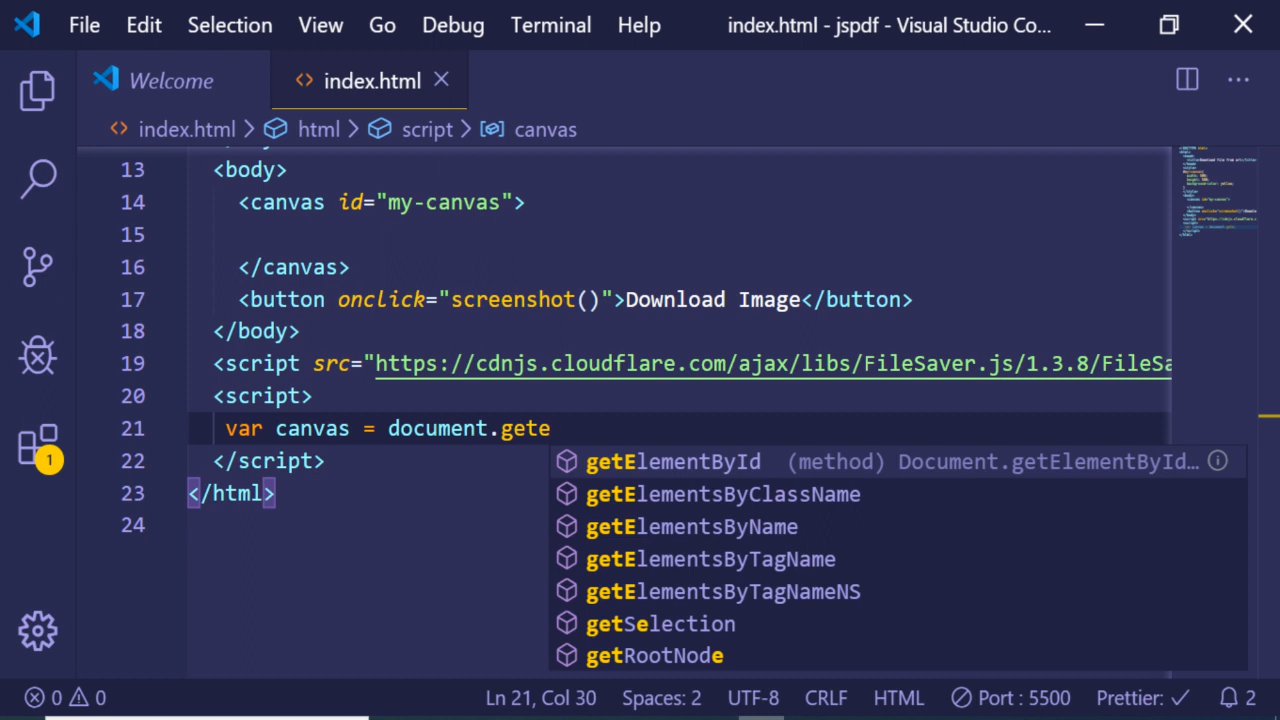 File Edit Selection View Go Debug Terminal Help index.html - jspdf - Visual Studio Co...
Welcome index.html
index.html > html > script > canvas
13 <body>
14 <canvas id="my-canvas">
15
16 </canvas>
17 <button onclick="screenshot()">Download Image</button>
18 </body>
19 <script src="https://cdnjs.cloudflare.com/ajax/libs/FileSaver.js/1.3.8/FileSa
20 <script>
21 var canvas = document.gete
22 </script>
getElementById (method) Document.getElementById...
23 </html>
getElementsByClassName
24
getElementsByName
getElementsByTagName
getElementsByTagNameNS
getSelection
getRootNode
1
0 0 Ln 21, Col 30 Spaces: 2 UTF-8 CRLF HTML Port : 5500 Prettier: ✓ 2